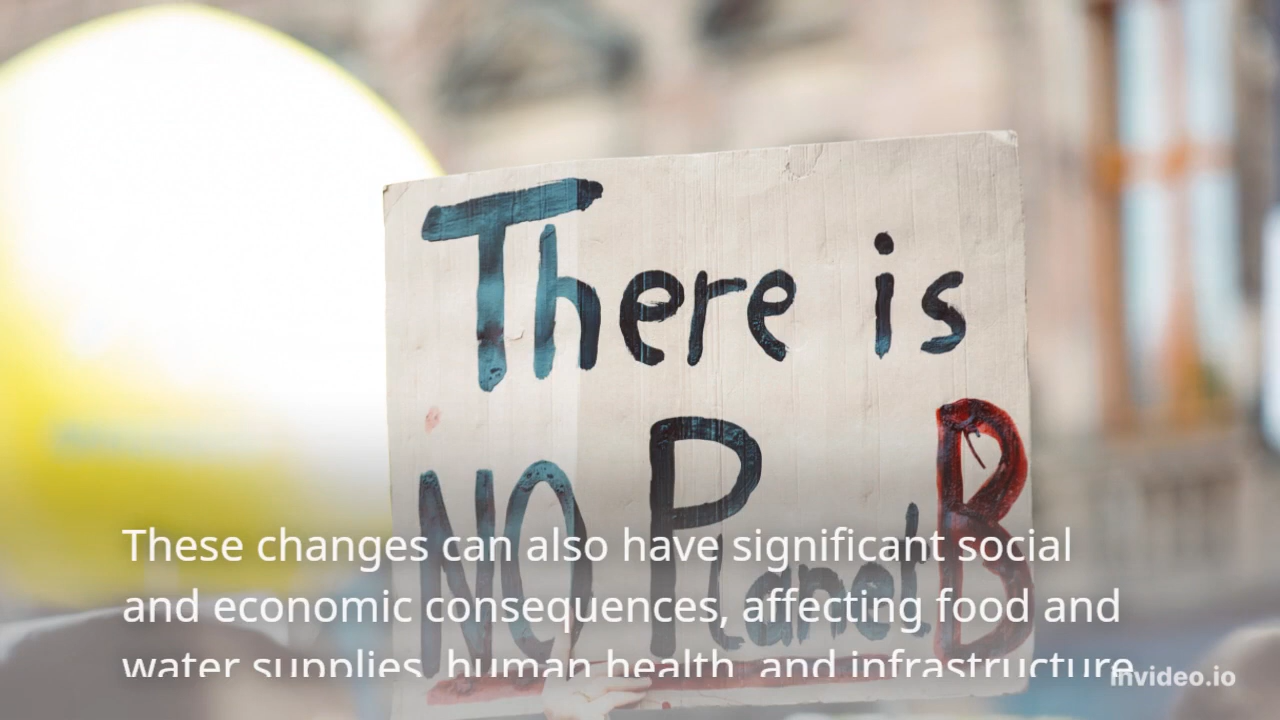 There is
NO Planet B
These changes can also have significant social
and economic consequences, affecting food and
water supplies, human health, and infrastructure
invideo.io